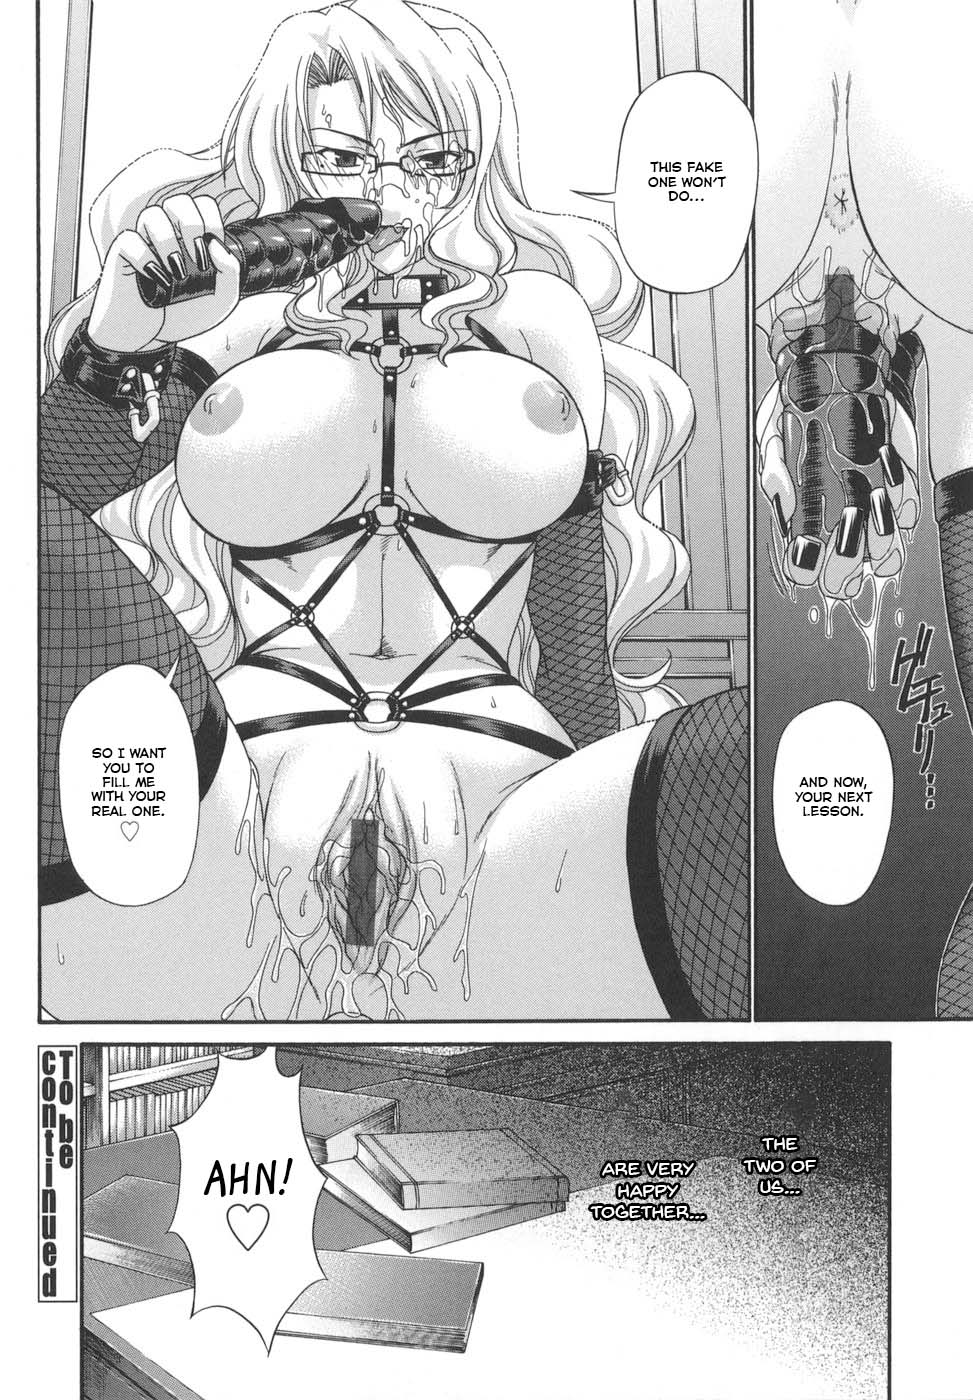 THIS FAKE
ONE WON'T
DO...
AND NOW,
YOUR NEXT
LESSON.
SO I WANT
YOU TO
FILL ME
WITH YOUR
REAL ONE.
♡
THE
TWO OF
US...
ARE VERY
HAPPY
TOGETHER...
AHN!
♡
To be
continued